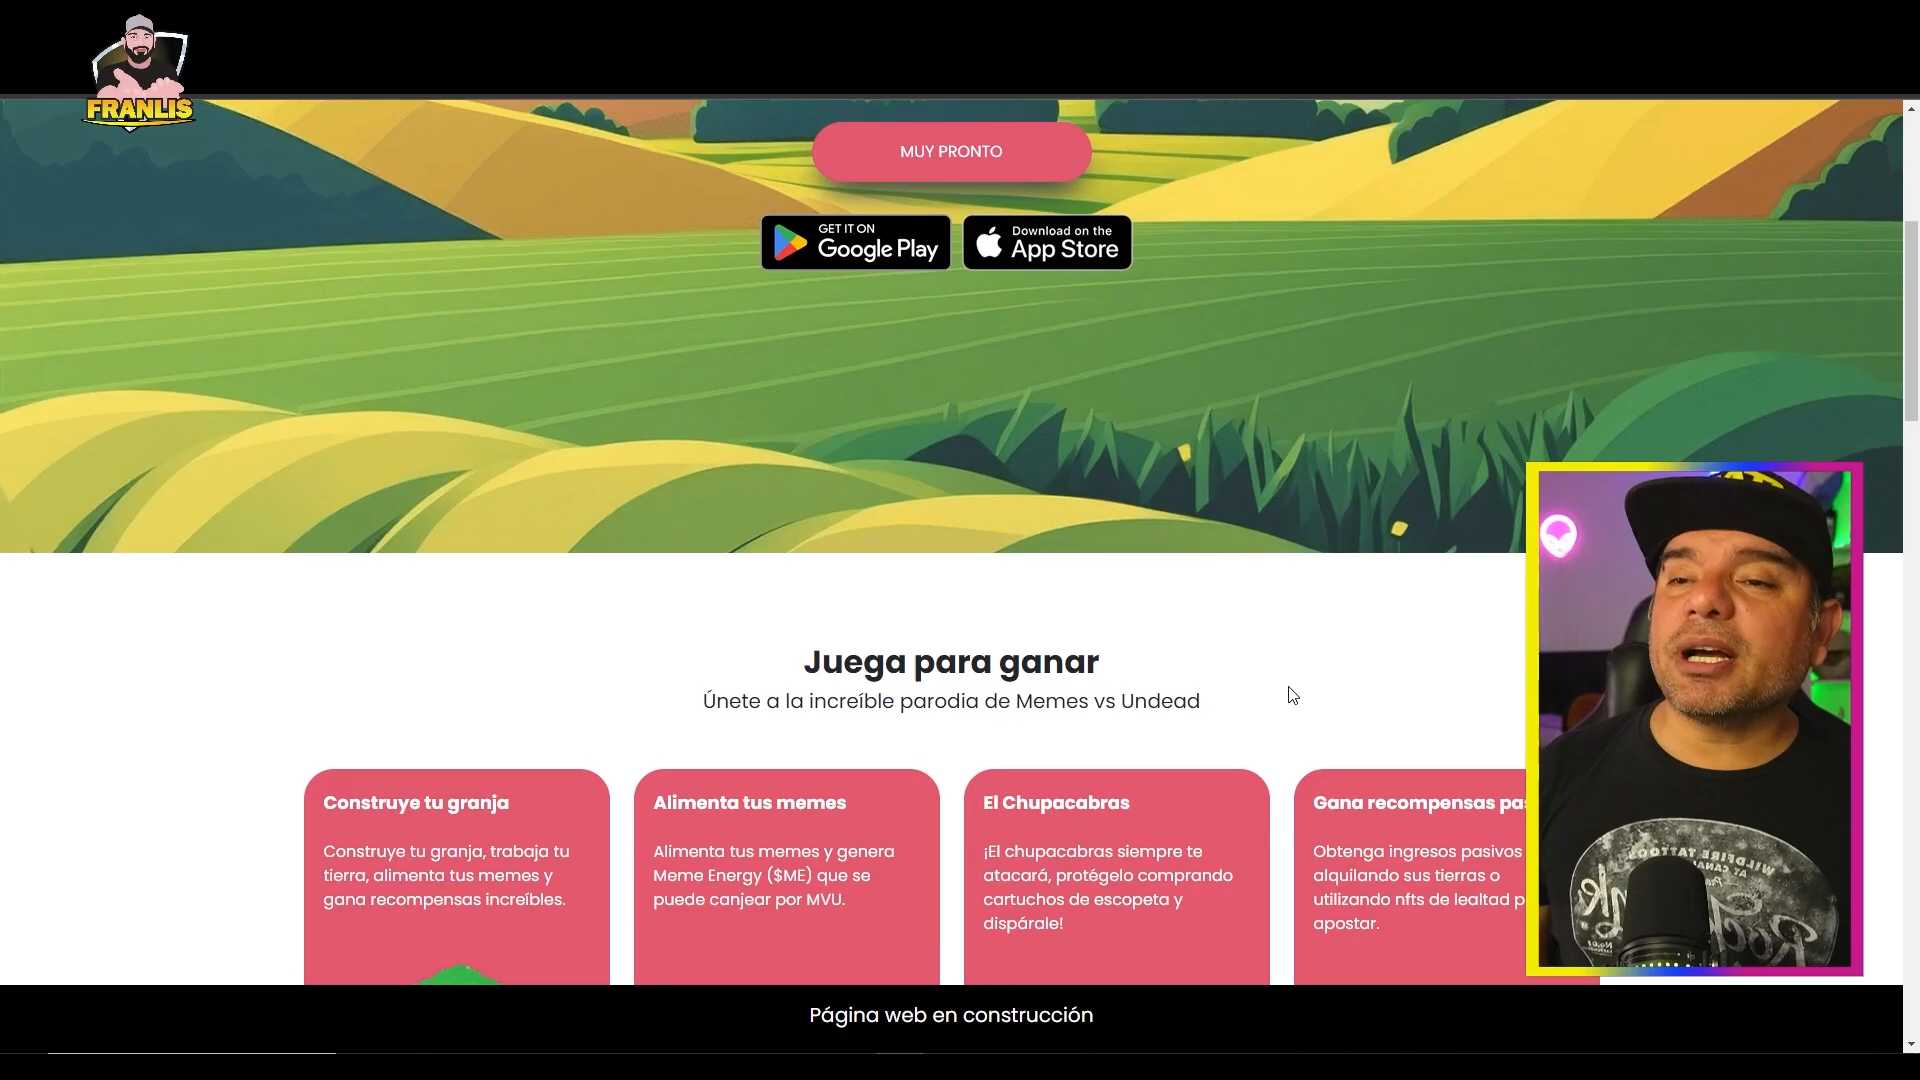 FRANLIS
MUY PRONTO
GET IT ON
Google Play
Download on the
App Store
Juega para ganar
Únete a la increíble parodia de Memes vs Undead
Construye tu granja
Construye tu granja, trabaja tu
tierra, alimenta tus memes y
gana recompensas increíbles.
Alimenta tus memes
Alimenta tus memes y genera
Meme Energy ($ME) que se
puede canjear por MVU.
El Chupacabras
¡El chupacabras siempre te
atacará, protégelo comprando
cartuchos de escopeta y
dispárale!
Gana recompensas
Obtenga ingresos pasivos
alquilando sus tierras o
utilizando nfts de lealtad
apostar.
WILDFIRE TATTOOS
Página web en construcción